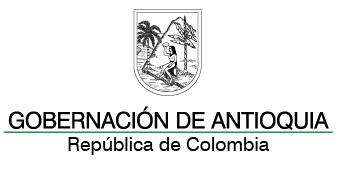 GOBERNACIÓN DE ANTIOQUIA
República de Colombia